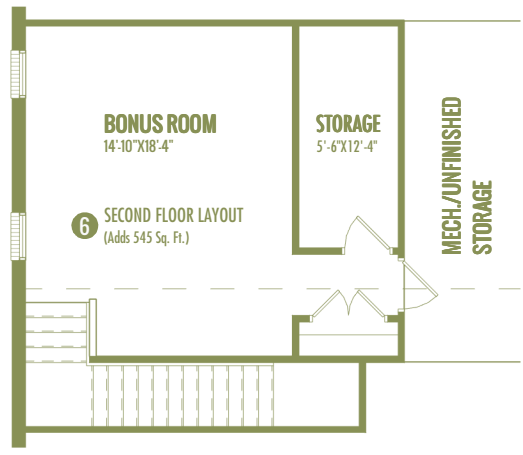 BONUS ROOM
14'-10"X18'-4"
STORAGE
5'-6"X12'-4"
MECH./UNFINISHED
STORAGE
6 SECOND FLOOR LAYOUT
(Adds 545 Sq. Ft.)